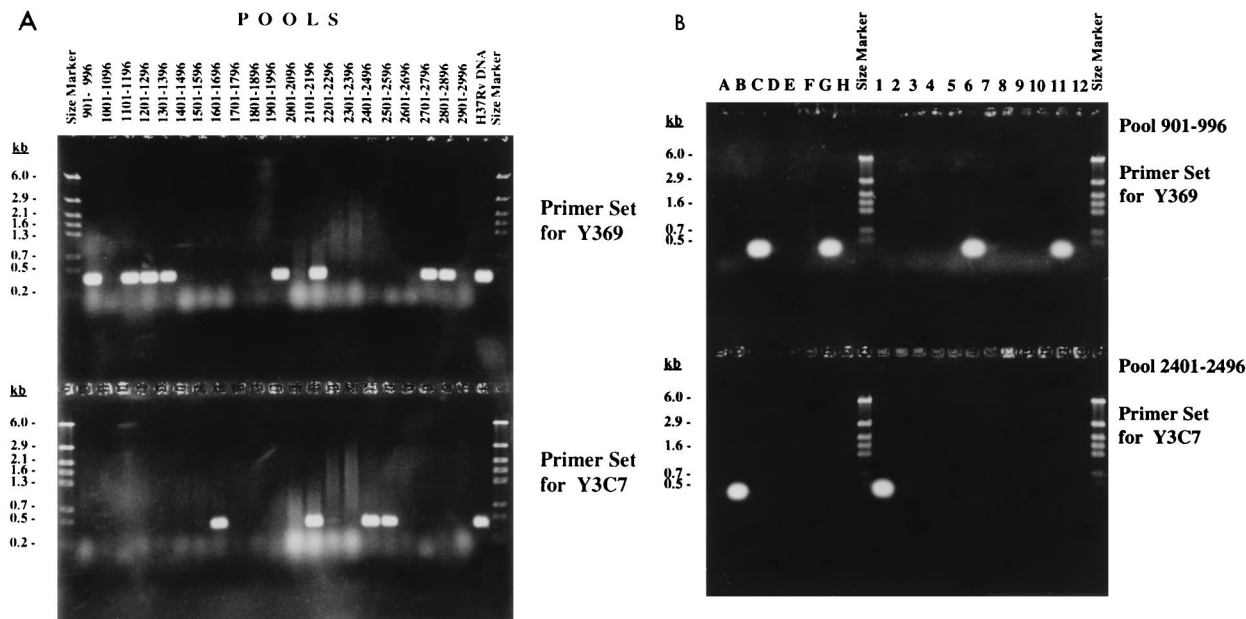 A
P O O L S
Size Marker
901- 996
1001-1096
1101-1196
1201-1296
1301-1396
1401-1496
1501-1596
1601-1696
1701-1796
1801-1896
1901-1996
2001-2096
2101-2196
2201-2296
2301-2396
2401-2496
2501-2596
2601-2696
2701-2796
2801-2896
2901-2996
H37Rv DNA
Size Marker
kb
6.0 -
2.9 -
2.1 -
1.6 -
1.3 -
0.7 -
0.5 -
0.2 -
Primer Set
for Y369
kb
6.0 -
2.9 -
2.1 -
1.6 -
1.3 -
0.7 -
0.5 -
0.2 -
Primer Set
for Y3C7
B
A B C D E F G H Size Marker 1 2 3 4 5 6 7 8 9 10 11 12 Size Marker
kb
6.0 -
2.9 -
1.6 -
0.7 -
0.5 -
Pool 901-996
Primer Set
for Y369
kb
6.0 -
2.9 -
1.6 -
0.7 -
0.5 -
Pool 2401-2496
Primer Set
for Y3C7